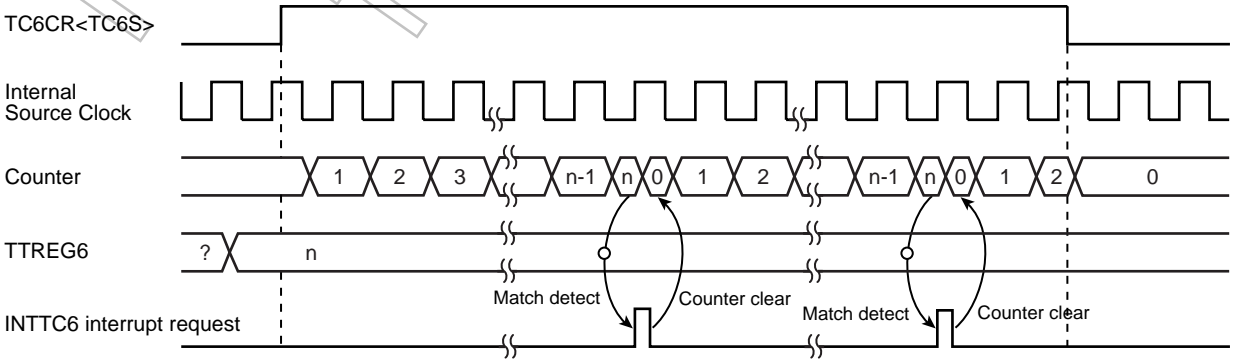 TC6CR<TC6S>
Internal
Source Clock
Counter 1 2 3 n-1 n 0 1 2 n-1 n 0 1 2 0
TTREG6 ? n
Match detect Counter clear Match detect Counter clear
INTTC6 interrupt request